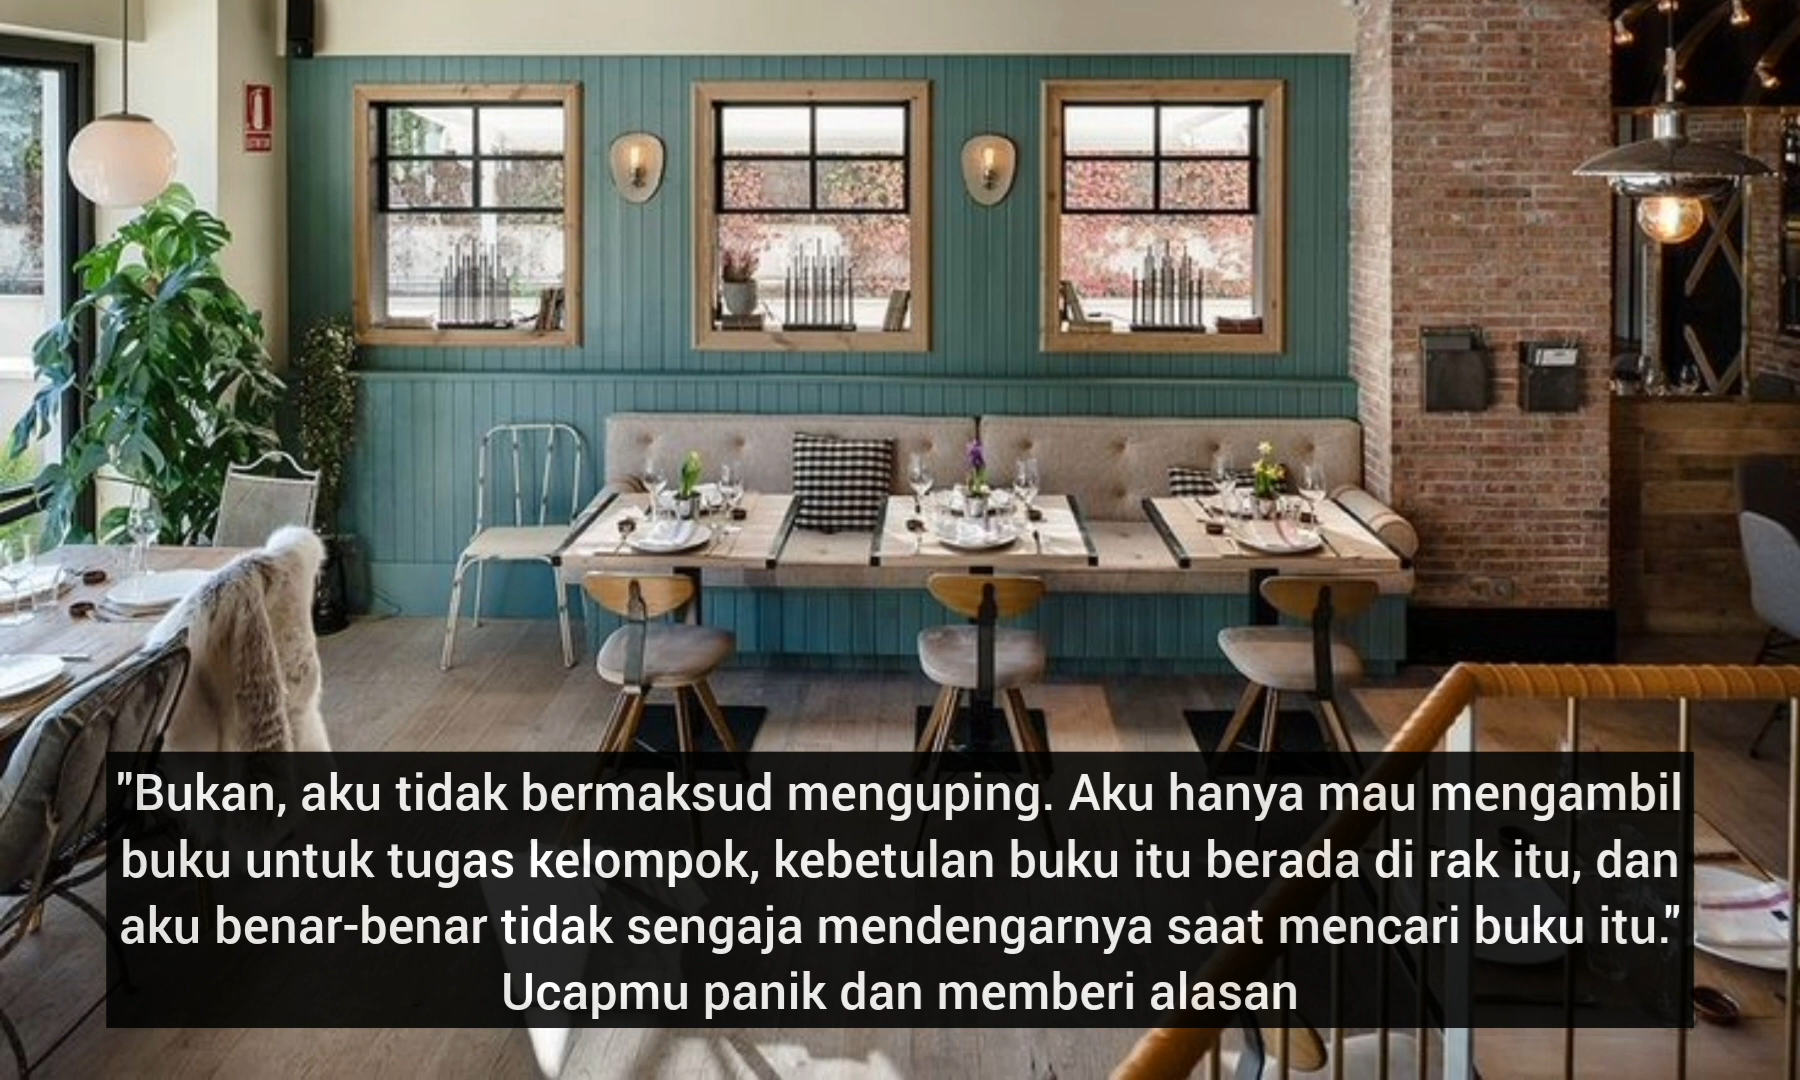 "Bukan, aku tidak bermaksud menguping. Aku hanya mau mengambil
buku untuk tugas kelompok, kebetulan buku itu berada di rak itu, dan
aku benar-benar tidak sengaja mendengarnya saat mencari buku itu."
Ucapmu panik dan memberi alasan